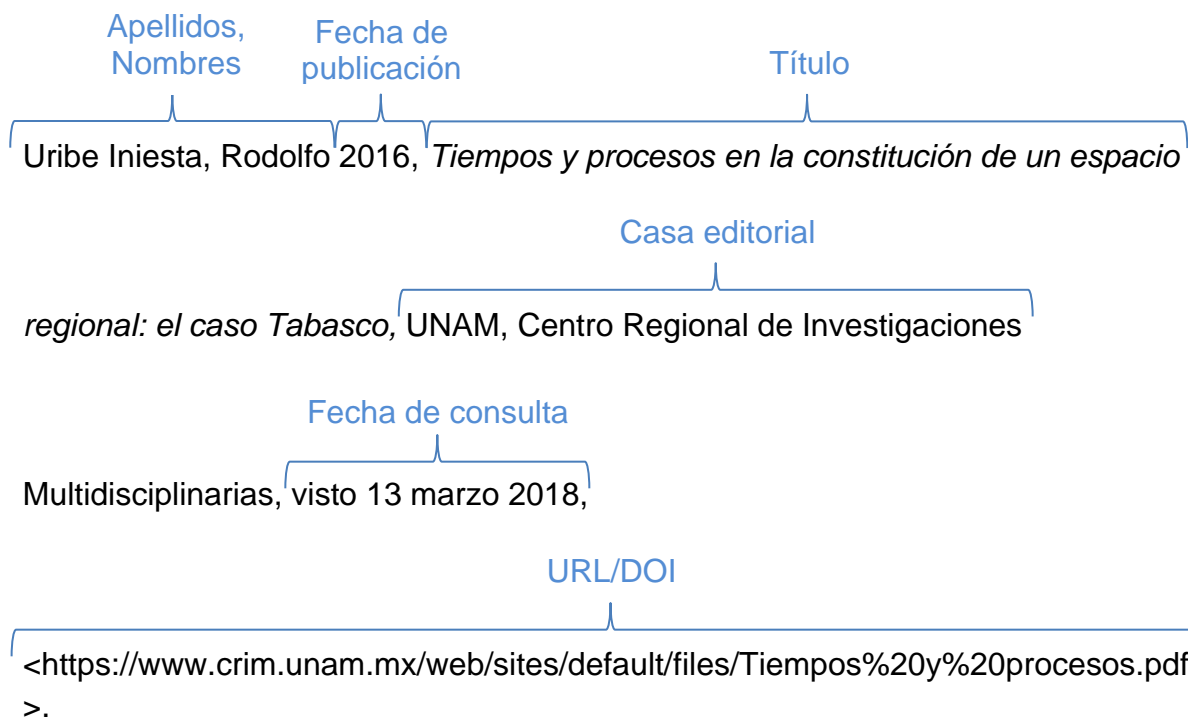 Apellidos,
Nombres
Fecha de
publicación
Título
Uribe Iniesta, Rodolfo 2016, Tiempos y procesos en la constitución de un espacio
Casa editorial
regional: el caso Tabasco, UNAM, Centro Regional de Investigaciones
Fecha de consulta
Multidisciplinarias, visto 13 marzo 2018,
URL/DOI
<https://www.crim.unam.mx/web/sites/default/files/Tiempos%20y%20procesos.pdf
>.